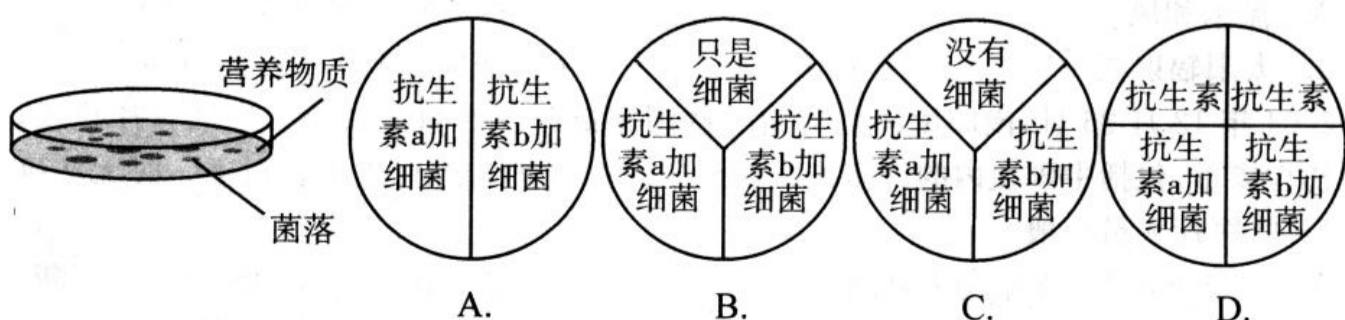 营养物质
菌落
抗生
素a加
细菌
抗生
素b加
细菌
A.
只是
细菌
抗生
素a加
细菌
抗生
素b加
细菌
B.
没有
细菌
抗生
素a加
细菌
抗生
素b加
细菌
C.
抗生素
抗生素
抗生
素a加
细菌
抗生
素b加
细菌
D.